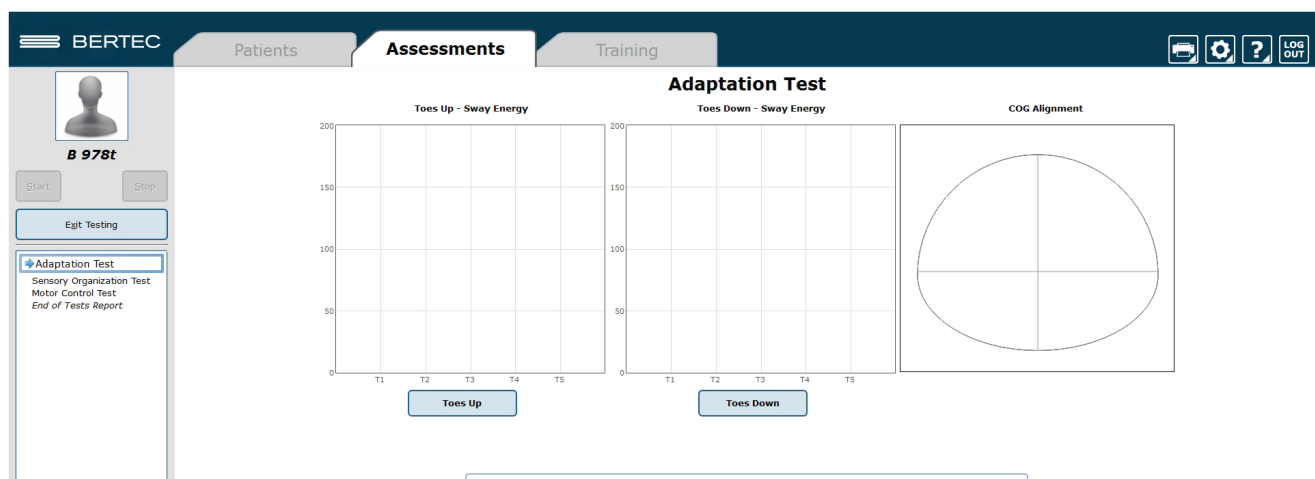 BERTEC
Patients
Assessments
Training
LOG
OUT
B 978t
Start
Stop
Exit Testing
Adaptation Test
Sensory Organization Test
Motor Control Test
End of Tests Report
Adaptation Test
Toes Up - Sway Energy
200
150
100
50
0
T1 T2 T3 T4 T5
Toes Up
Toes Down - Sway Energy
200
150
100
50
0
T1 T2 T3 T4 T5
Toes Down
COG Alignment